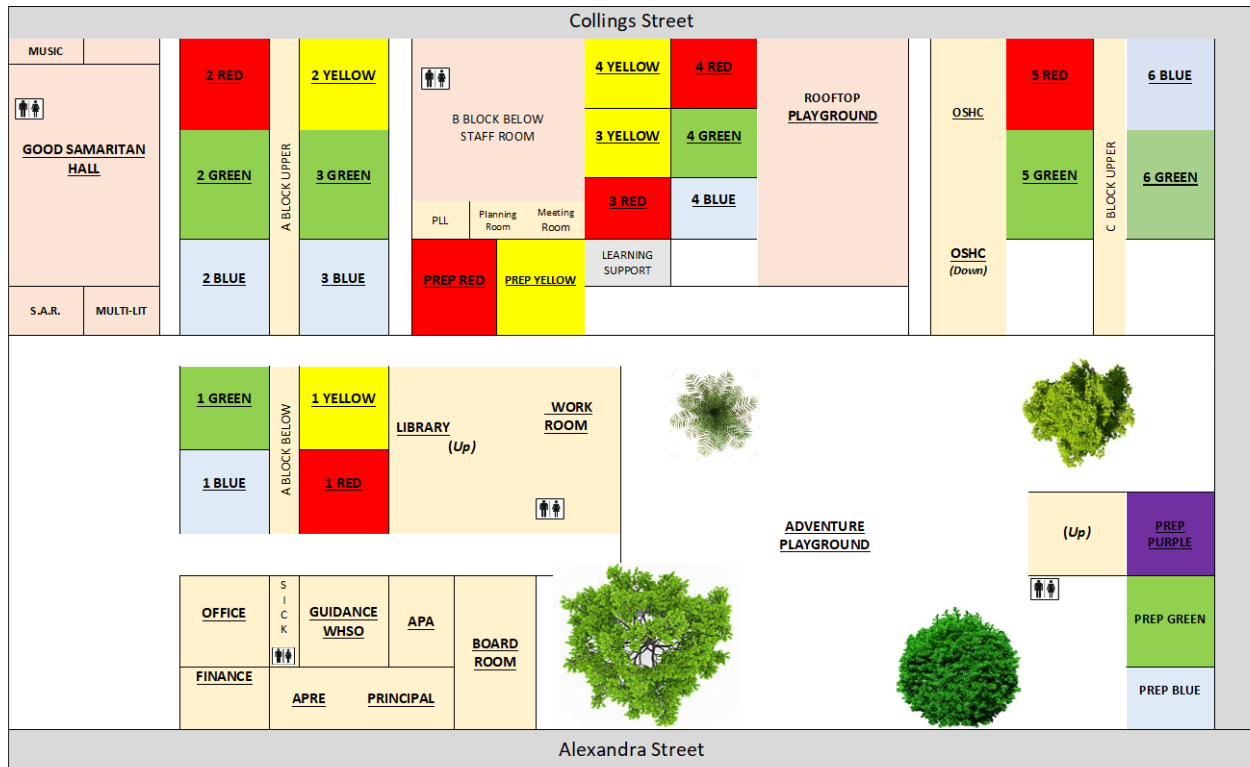 Collings Street
MUSIC
GOOD SAMARITAN
HALL
S.A.R.
MULTI-LIT
2 RED
2 GREEN
2 BLUE
A BLOCK UPPER
2 YELLOW
3 GREEN
3 BLUE
B BLOCK BELOW
STAFF ROOM
PLL
Planning
Room
Meeting
Room
PREP RED
PREP YELLOW
4 YELLOW
3 YELLOW
3 RED
LEARNING
SUPPORT
4 RED
4 GREEN
4 BLUE
ROOFTOP
PLAYGROUND
OSHC
OSHC
(Down)
5 RED
5 GREEN
C BLOCK UPPER
6 BLUE
6 GREEN
1 GREEN
1 BLUE
A BLOCK BELOW
1 YELLOW
1 RED
LIBRARY
(Up)
WORK
ROOM
ADVENTURE
PLAYGROUND
(Up)
PREP
PURPLE
PREP GREEN
PREP BLUE
OFFICE
FINANCE
SICK
GUIDANCE
WHSO
APA
BOARD
ROOM
APRE
PRINCIPAL
Alexandra Street